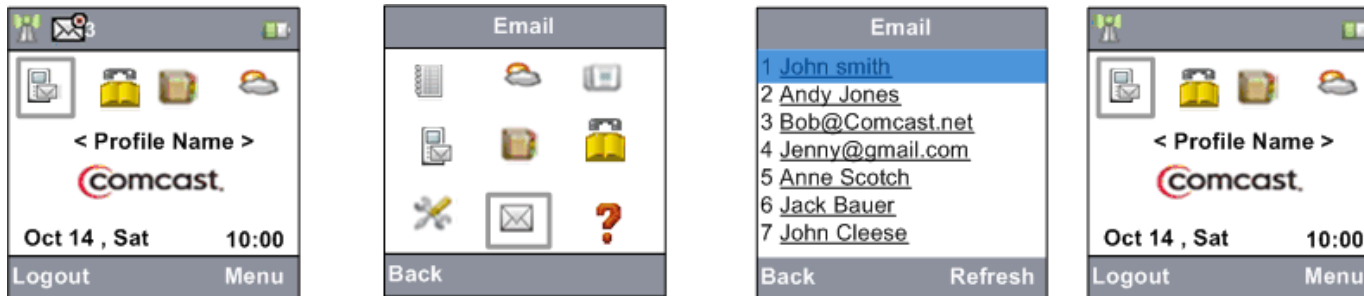 3
< Profile Name >
Comcast.
Oct 14 , Sat 10:00
Logout Menu
Email
Back
Email
1 John smith
2 Andy Jones
3 Bob@Comcast.net
4 Jenny@gmail.com
5 Anne Scotch
6 Jack Bauer
7 John Cleese
Back Refresh
< Profile Name >
Comcast.
Oct 14 , Sat 10:00
Logout Menu